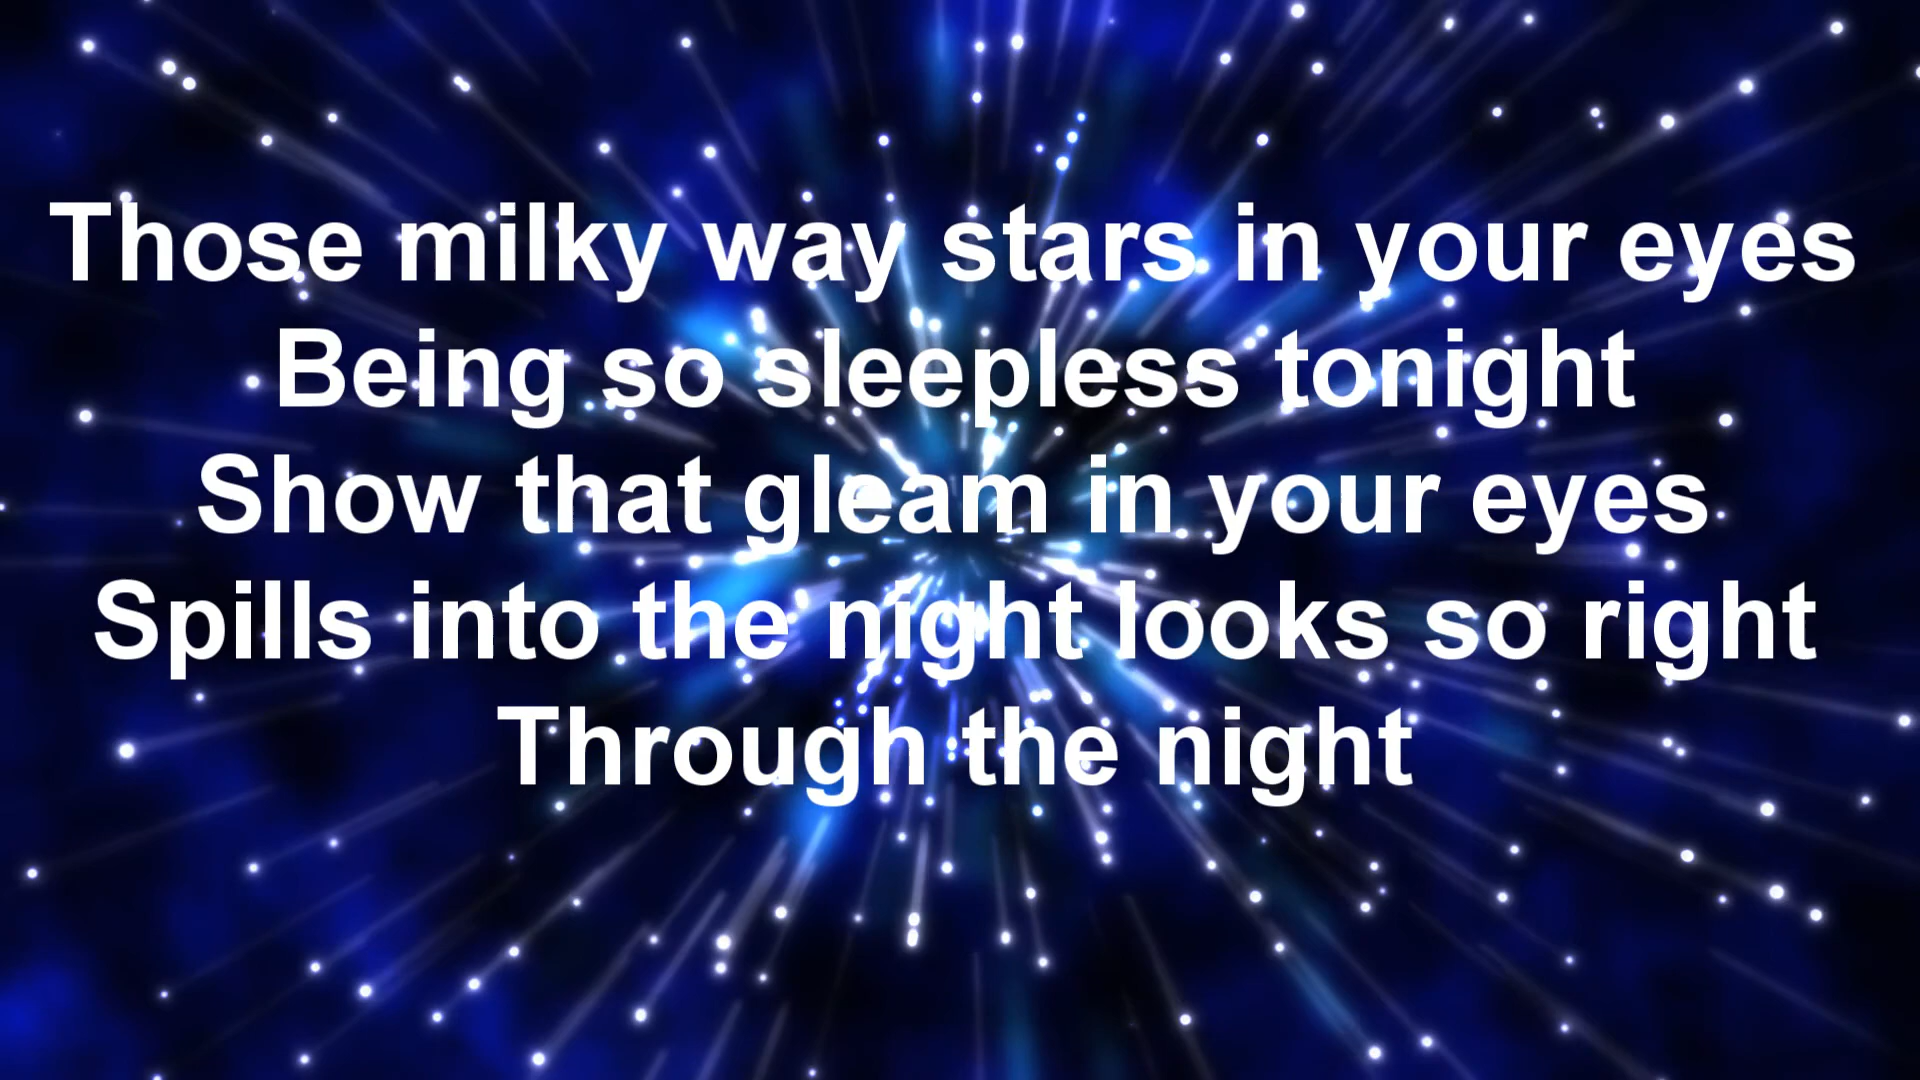 Those milky way stars in your eyes
Being so sleepless tonight
Show that gleam in your eyes
Spills into the night looks so right
Through the night